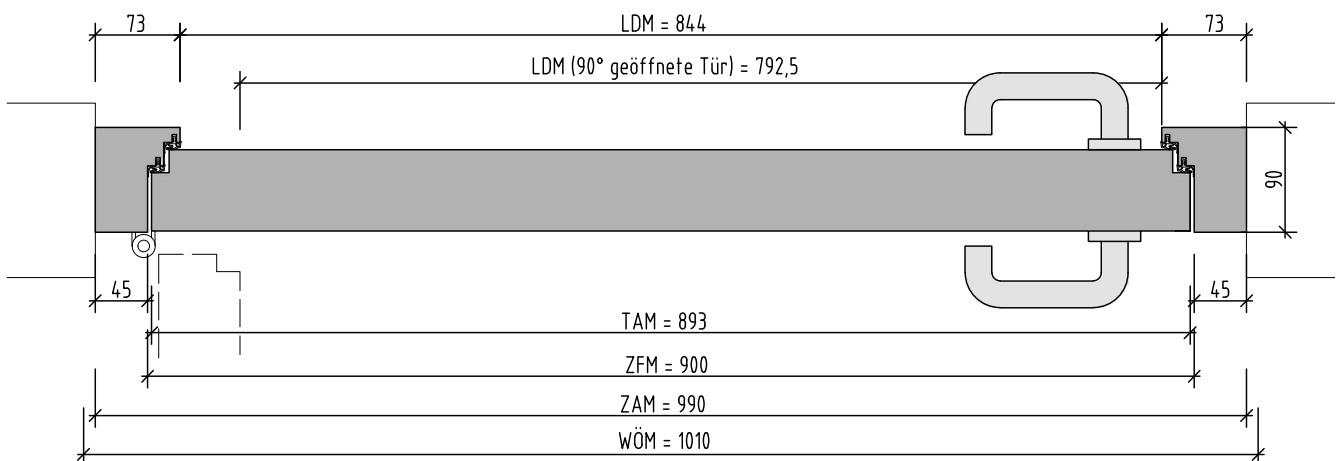 73
LDM = 844
73
LDM (90° geöffnete Tür) = 792,5
90
45
45
TAM = 893
ZFM = 900
ZAM = 990
WÖM = 1010